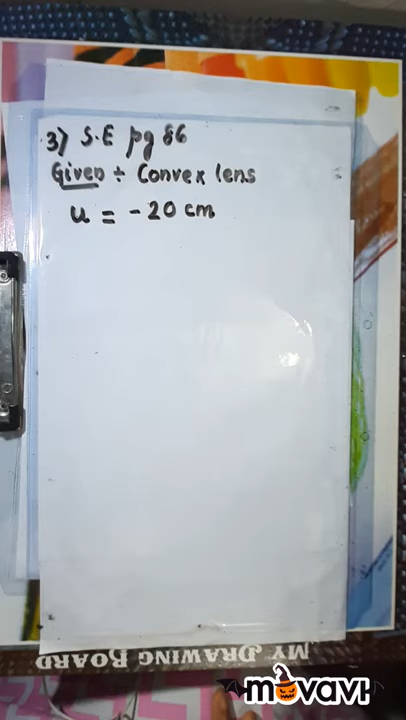 3) S.E pg 86
Given ÷ Convex lens
u = -20 cm
MY DRAWING BOARD
movavi